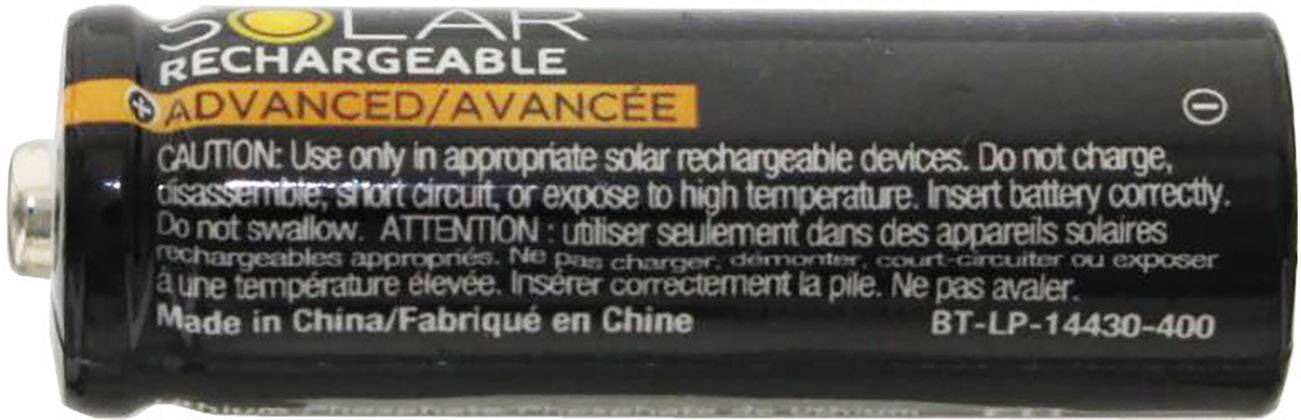 SOLAR
RECHARGEABLE
+ ADVANCED/AVANCÉE
CAUTION: Use only in appropriate solar rechargeable devices. Do not charge,
disassemble, short circuit, or expose to high temperature. Insert battery correctly.
Do not swallow. ATTENTION : utiliser seulement dans des appareils solaires
rechargeables appropriés. Ne pas charger, démonter, court-circuiter ou exposer
à une température élevée. Insérer correctement la pile. Ne pas avaler.
Made in China/Fabriqué en Chine BT-LP-14430-400
Phosphate de Lithium